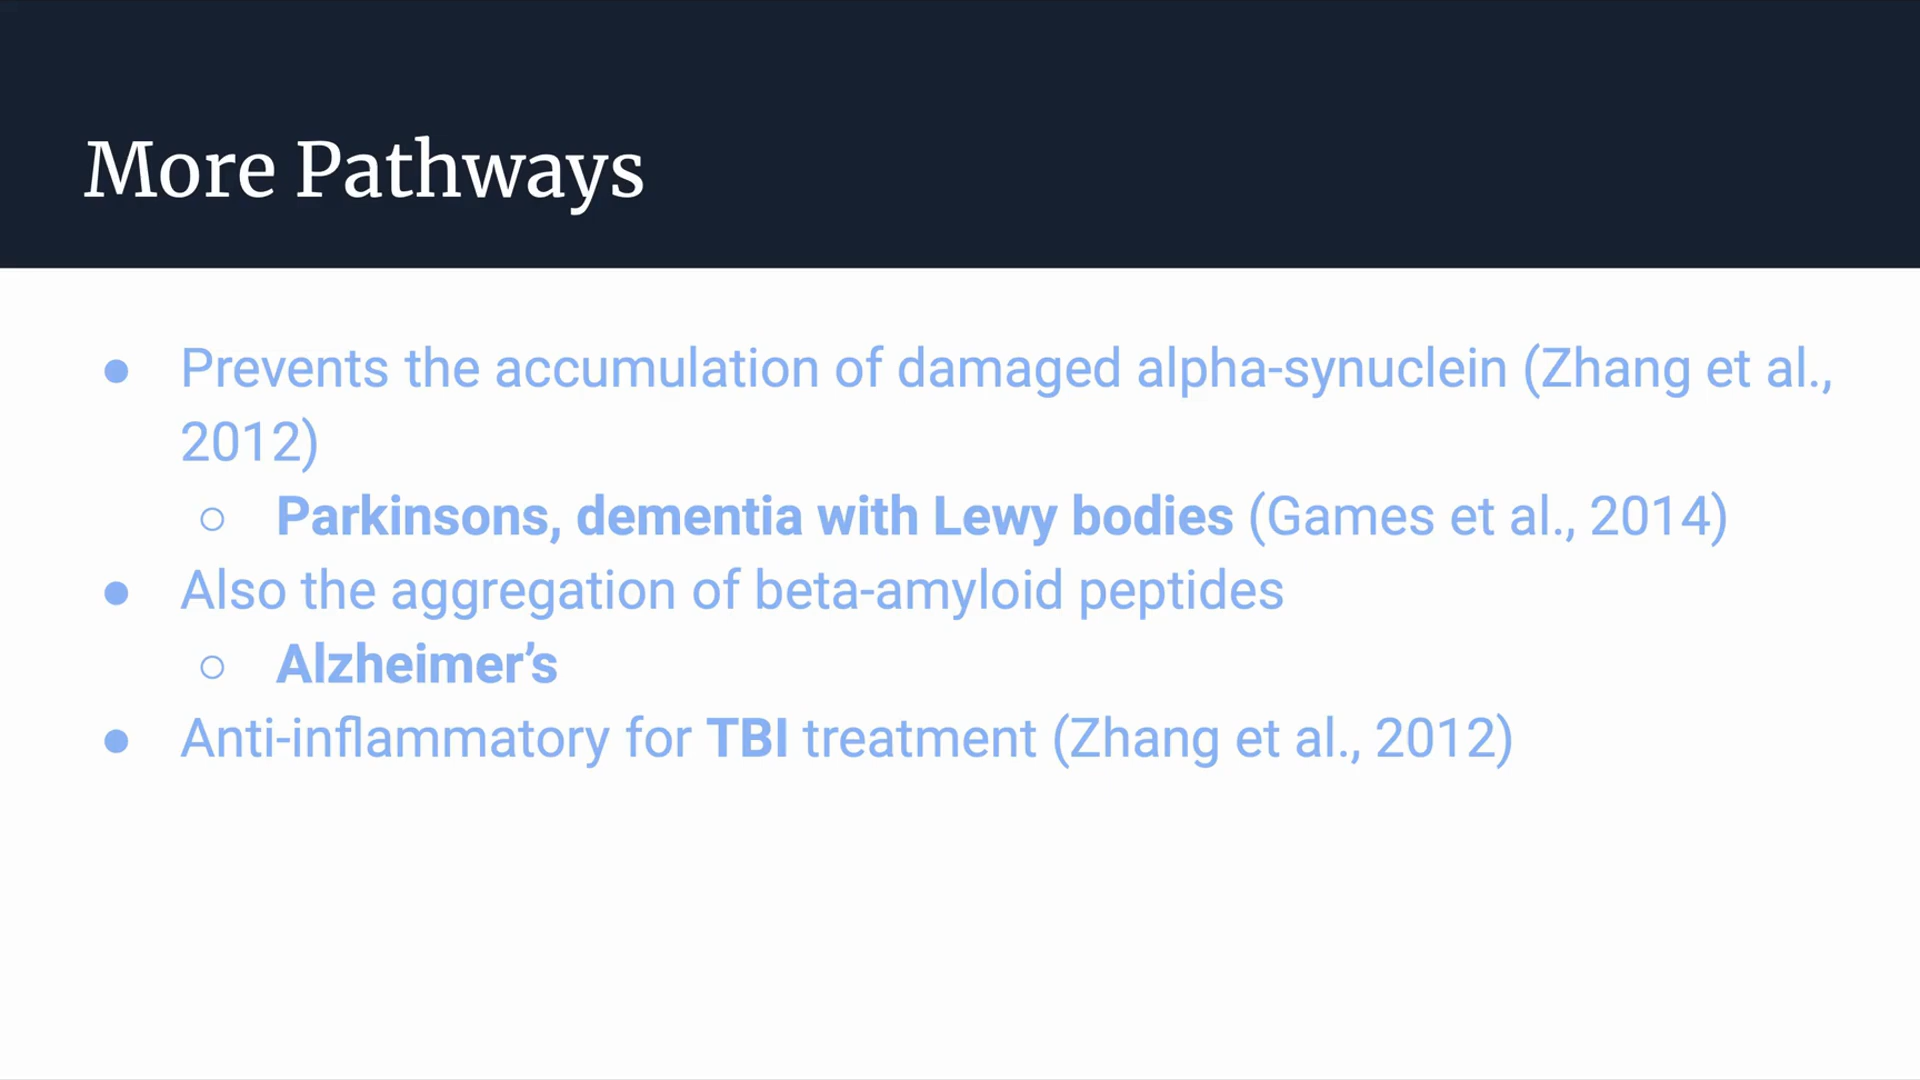 More Pathways
● Prevents the accumulation of damaged alpha-synuclein (Zhang et al.,
2012)
○ Parkinsons, dementia with Lewy bodies (Games et al., 2014)
● Also the aggregation of beta-amyloid peptides
○ Alzheimer’s
● Anti-inflammatory for TBI treatment (Zhang et al., 2012)